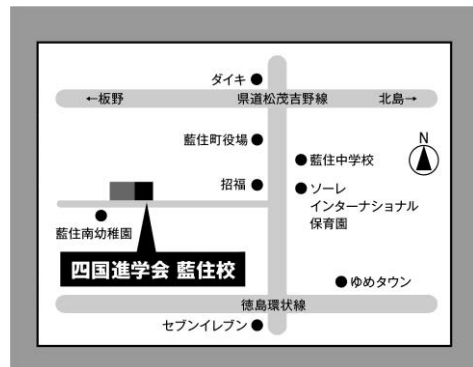 ダイキ
←板野
県道松茂吉野線
北島→
藍住町役場
N
藍住中学校
招福
ソーレ
インターナショナル
保育園
藍住南幼稚園
四国進学会 藍住校
ゆめタウン
徳島環状線
セブンイレブン